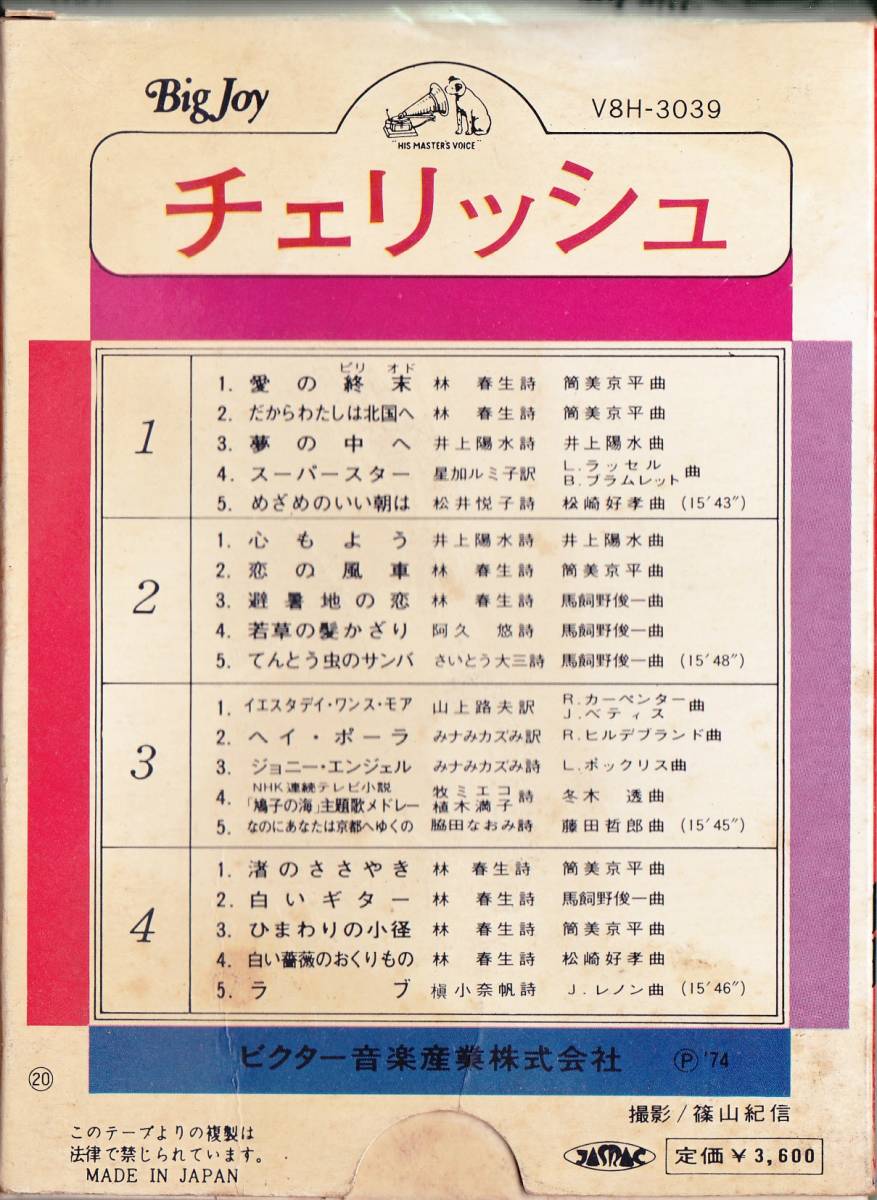 Big Joy
"HIS MASTER'S VOICE"
V8H-3039
チェリッシュ
1
1. 愛の終末 林 春生詩 筒美京平曲
ピリオド
2. だからわたしは北国へ 林 春生詩 筒美京平曲
3. 夢の中へ 井上陽水詩 井上陽水曲
4. スーパースター 星加ルミ子訳 L.ラッセル B.ブラムレット 曲
5. めざめのいい朝は 松井悦子詩 松崎好孝曲 (15'43")
2
1. 心もよう 井上陽水詩 井上陽水曲
2. 恋の風車 林 春生詩 筒美京平曲
3. 避暑地の恋 林 春生詩 馬飼野俊一曲
4. 若草の髪かざり 阿久 悠詩 馬飼野俊一曲
5. てんとう虫のサンバ さいとう大三詩 馬飼野俊一曲 (15'48")
3
1. イエスタデイ・ワンス・モア 山上路夫訳 R.カーペンター J.ベティス 曲
2. ヘイ・ポーラ みナみカズみ訳 R.ヒルデブランド曲
3. ジョニー・エンジェル みナみカズみ詩 L.ポックリス曲
4. NHK連続テレビ小説「鳩子の海」主題歌メドレー 牧ミエコ 植木満子 詩 冬木 透曲
5. なのにあなたは京都へゆくの 脇田なおみ詩 藤田哲郎曲 (15'45")
4
1. 渚のささやき 林 春生詩 筒美京平曲
2. 白いギター 林 春生詩 馬飼野俊一曲
3. ひまわりの小径 林 春生詩 筒美京平曲
4. 白い薔薇のおくりもの 林 春生詩 松崎好孝曲
5. ラブ 槇小奈帆詩 J.レノン曲 (15'46")
ビクター音楽産業株式会社 Ⓟ'74
⑳
撮影/篠山紀信
このテープよりの複製は
法律で禁じられています。
MADE IN JAPAN
JASRAC
定価¥3,600